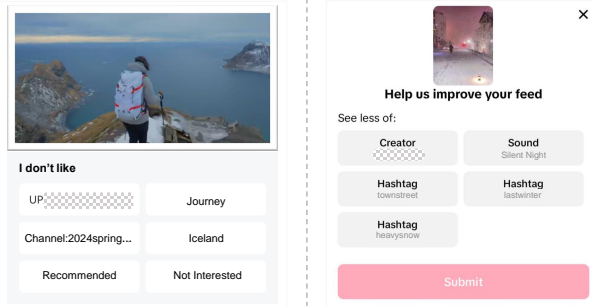 I don't like
UP
Journey
Channel:2024spring...
Iceland
Recommended
Not Interested
Help us improve your feed
See less of:
Creator
Sound
Silent Night
Hashtag
townstreet
Hashtag
lastwinter
Hashtag
heavysnow
Submit